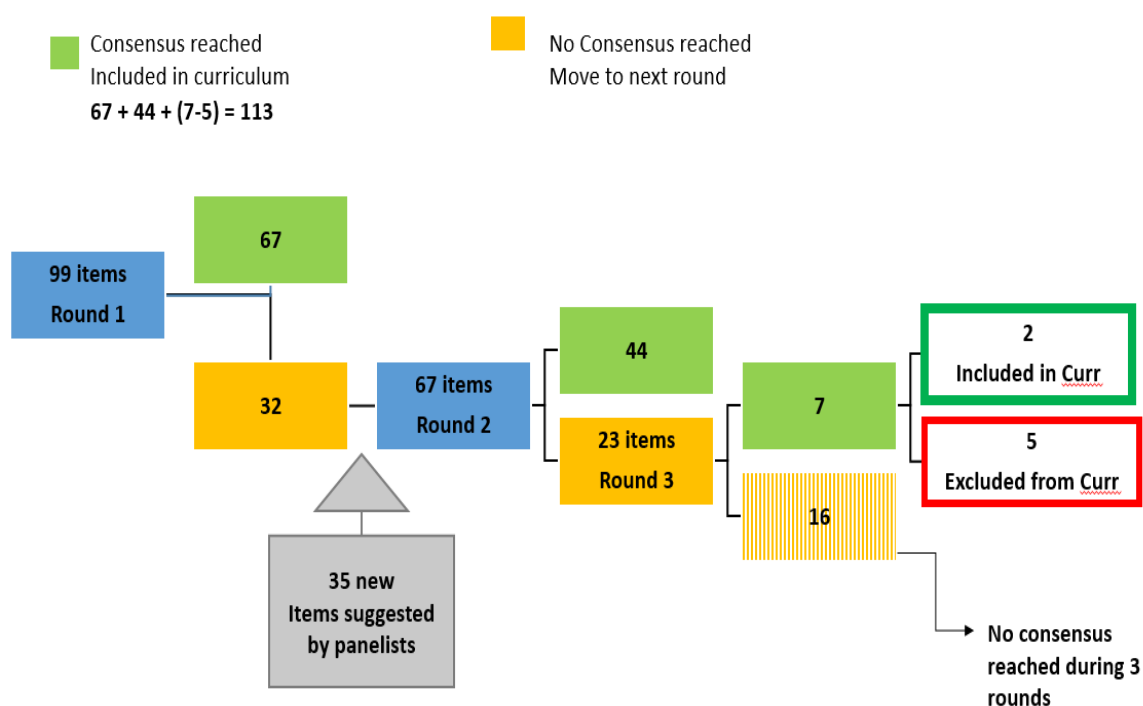 Consensus reached
Included in curriculum
67 + 44 + (7-5) = 113
No Consensus reached
Move to next round
99 items
Round 1
67
32
67 items
Round 2
35 new
Items suggested
by panelists
44
23 items
Round 3
7
16
2
Included in Curr
5
Excluded from Curr
No consensus
reached during 3
rounds